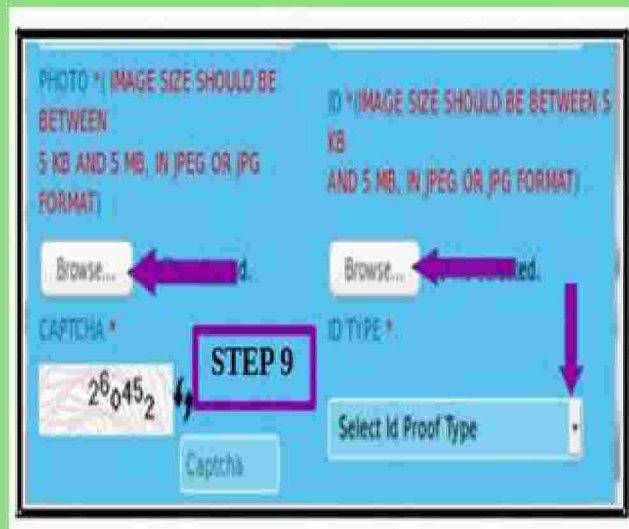 PHOTO *( IMAGE SIZE SHOULD BE
BETWEEN
5 KB AND 5 MB, IN JPEG OR JPG
FORMAT)
Browse...
d.
CAPTCHA *
260452
STEP 9
Captcha
ID *(IMAGE SIZE SHOULD BE BETWEEN 5
KB
AND 5 MB, IN JPEG OR JPG FORMAT)
Browse...
ted.
ID TYPE *
Select Id Proof Type